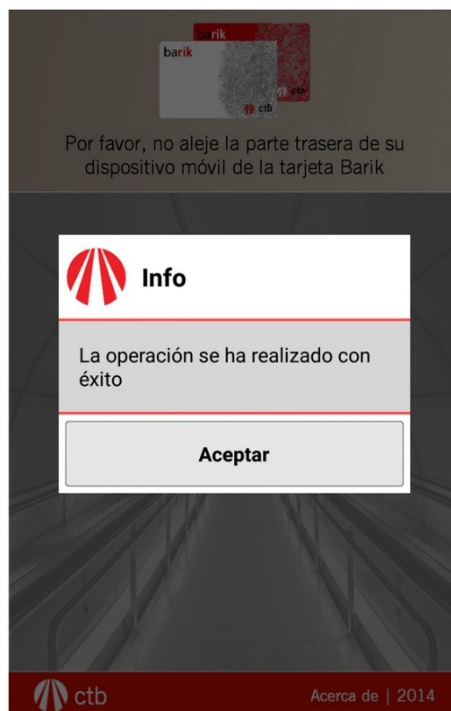 barik
barik
ctb
ctb
Por favor, no aleje la parte trasera de su
dispositivo móvil de la tarjeta Barik
Info
La operación se ha realizado con
éxito
Aceptar
ctb
Acerca de | 2014